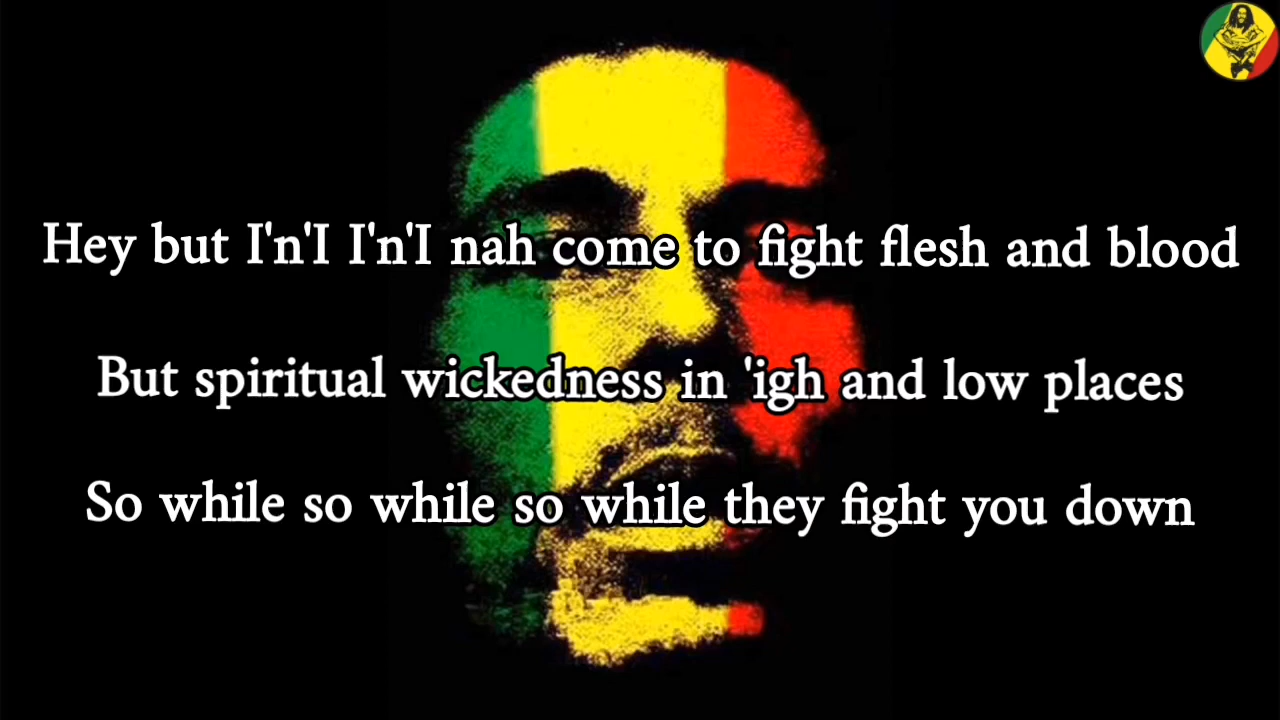 Hey but I'n'I I'n'I nah come to fight flesh and blood
But spiritual wickedness in 'igh and low places
So while so while so while they fight you down